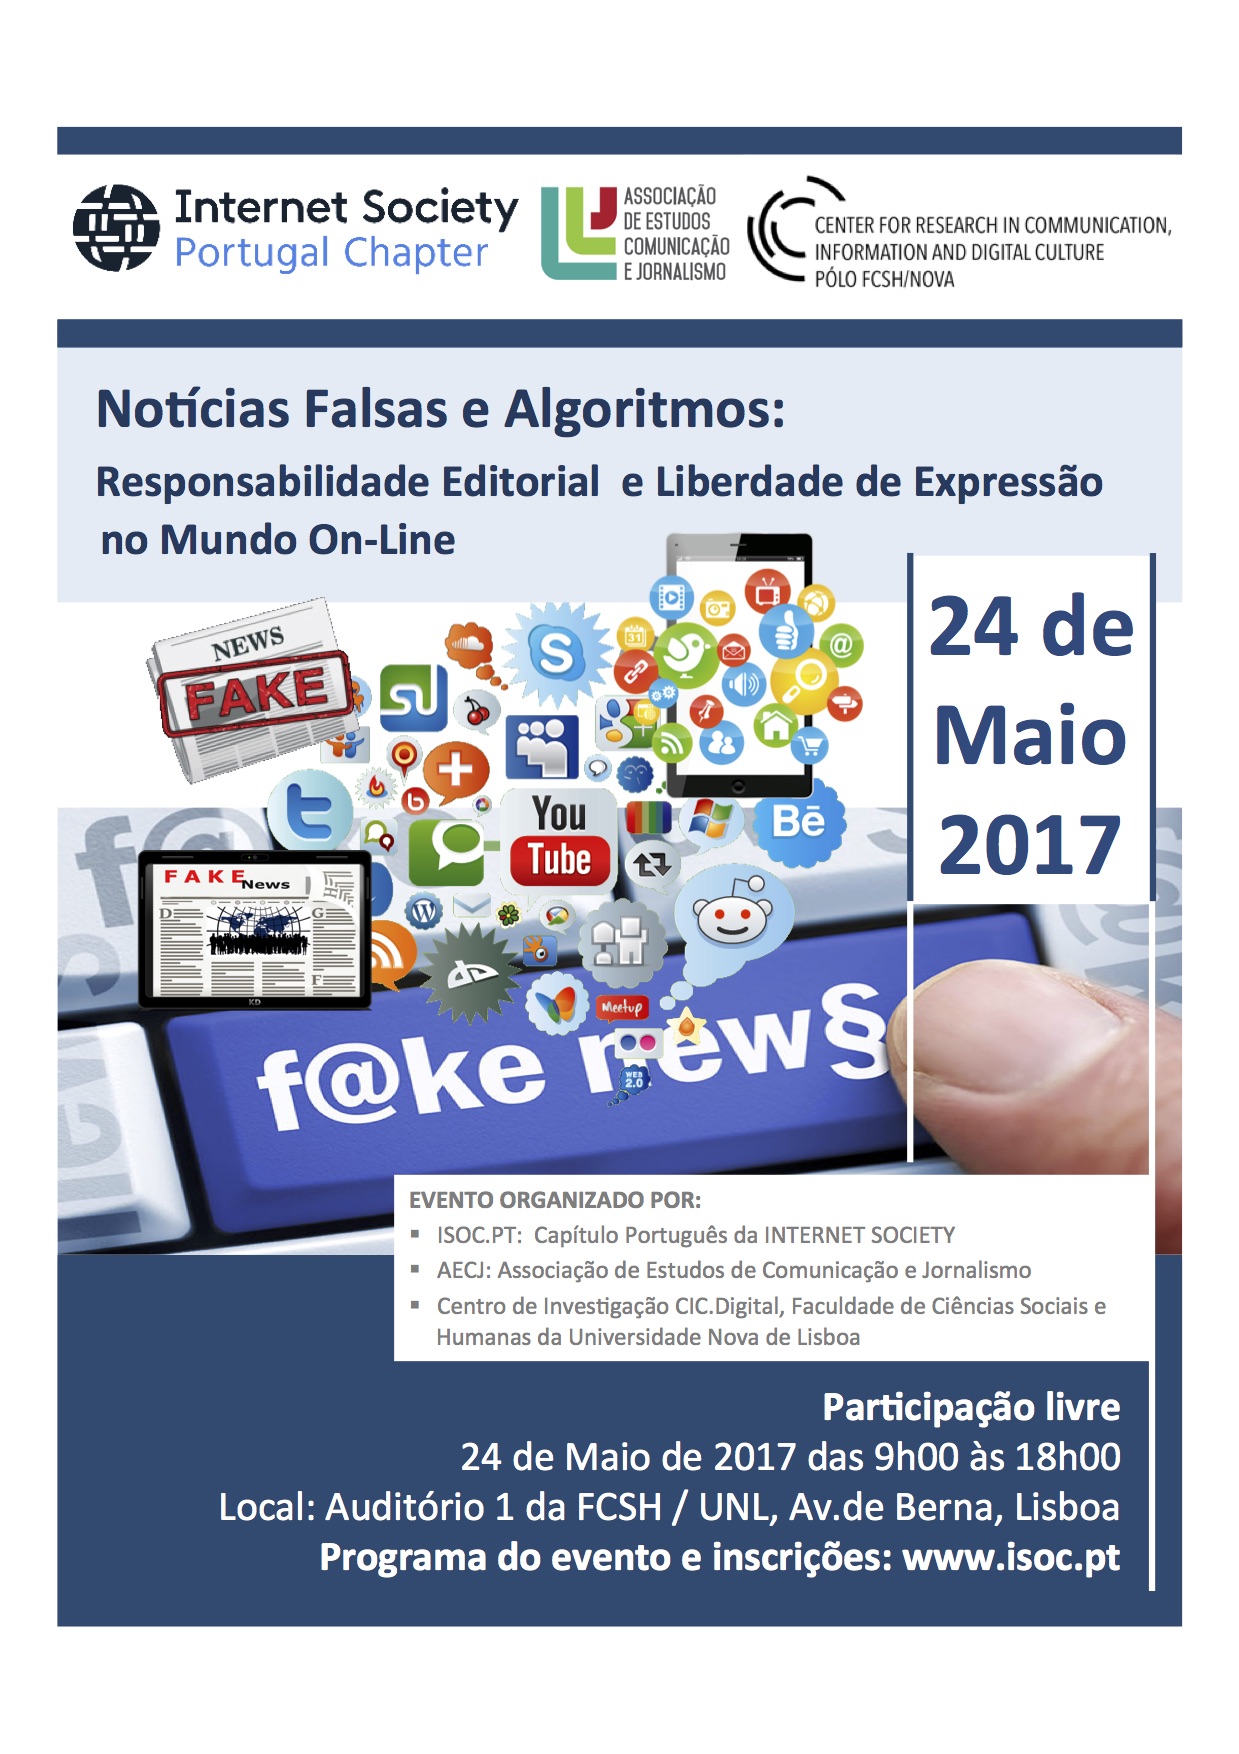 Internet Society
Portugal Chapter
ASSOCIAÇÃO
DE ESTUDOS
COMUNICAÇÃO
E JORNALISMO
CENTER FOR RESEARCH IN COMMUNICATION,
INFORMATION AND DIGITAL CULTURE
PÓLO FCSH/NOVA
Notícias Falsas e Algoritmos:
Responsabilidade Editorial e Liberdade de Expressão
no Mundo On-Line
24 de
Maio
2017
NEWS
FAKE
31
You
Tube
Bē
FAKE
News
D
G
F
KD
Meetup
WEB
2.0
f@ke new§
EVENTO ORGANIZADO POR:
▪ ISOC.PT: Capítulo Português da INTERNET SOCIETY
▪ AECJ: Associação de Estudos de Comunicação e Jornalismo
▪ Centro de Investigação CIC.Digital, Faculdade de Ciências Sociais e
Humanas da Universidade Nova de Lisboa
Participação livre
24 de Maio de 2017 das 9h00 às 18h00
Local: Auditório 1 da FCSH / UNL, Av.de Berna, Lisboa
Programa do evento e inscrições: www.isoc.pt